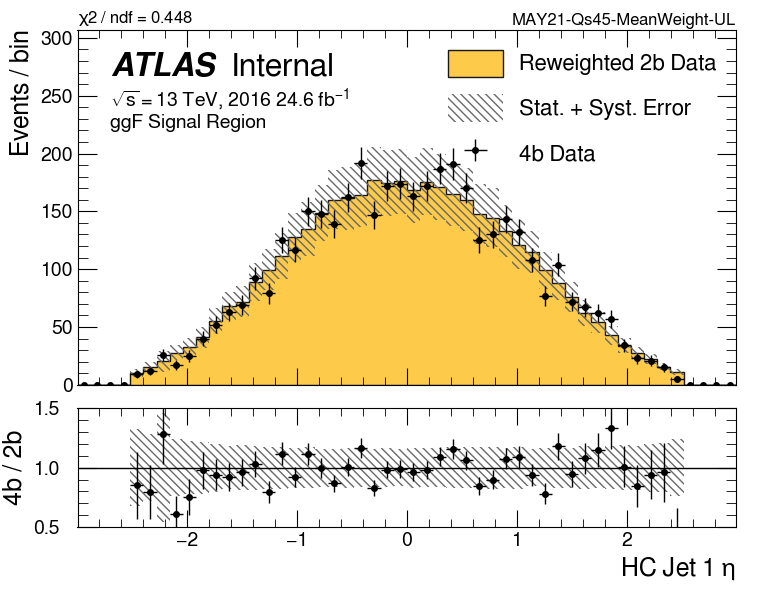 χ2 / ndf = 0.448
MAY21-Qs45-MeanWeight-UL
ATLAS Internal
√s = 13 TeV, 2016 24.6 fb−1
ggF Signal Region
Reweighted 2b Data
Stat. + Syst. Error
4b Data
Events / bin
300
250
200
150
100
50
0
4b / 2b
1.5
1.0
0.5
−2
−1
0
1
2
HC Jet 1 η